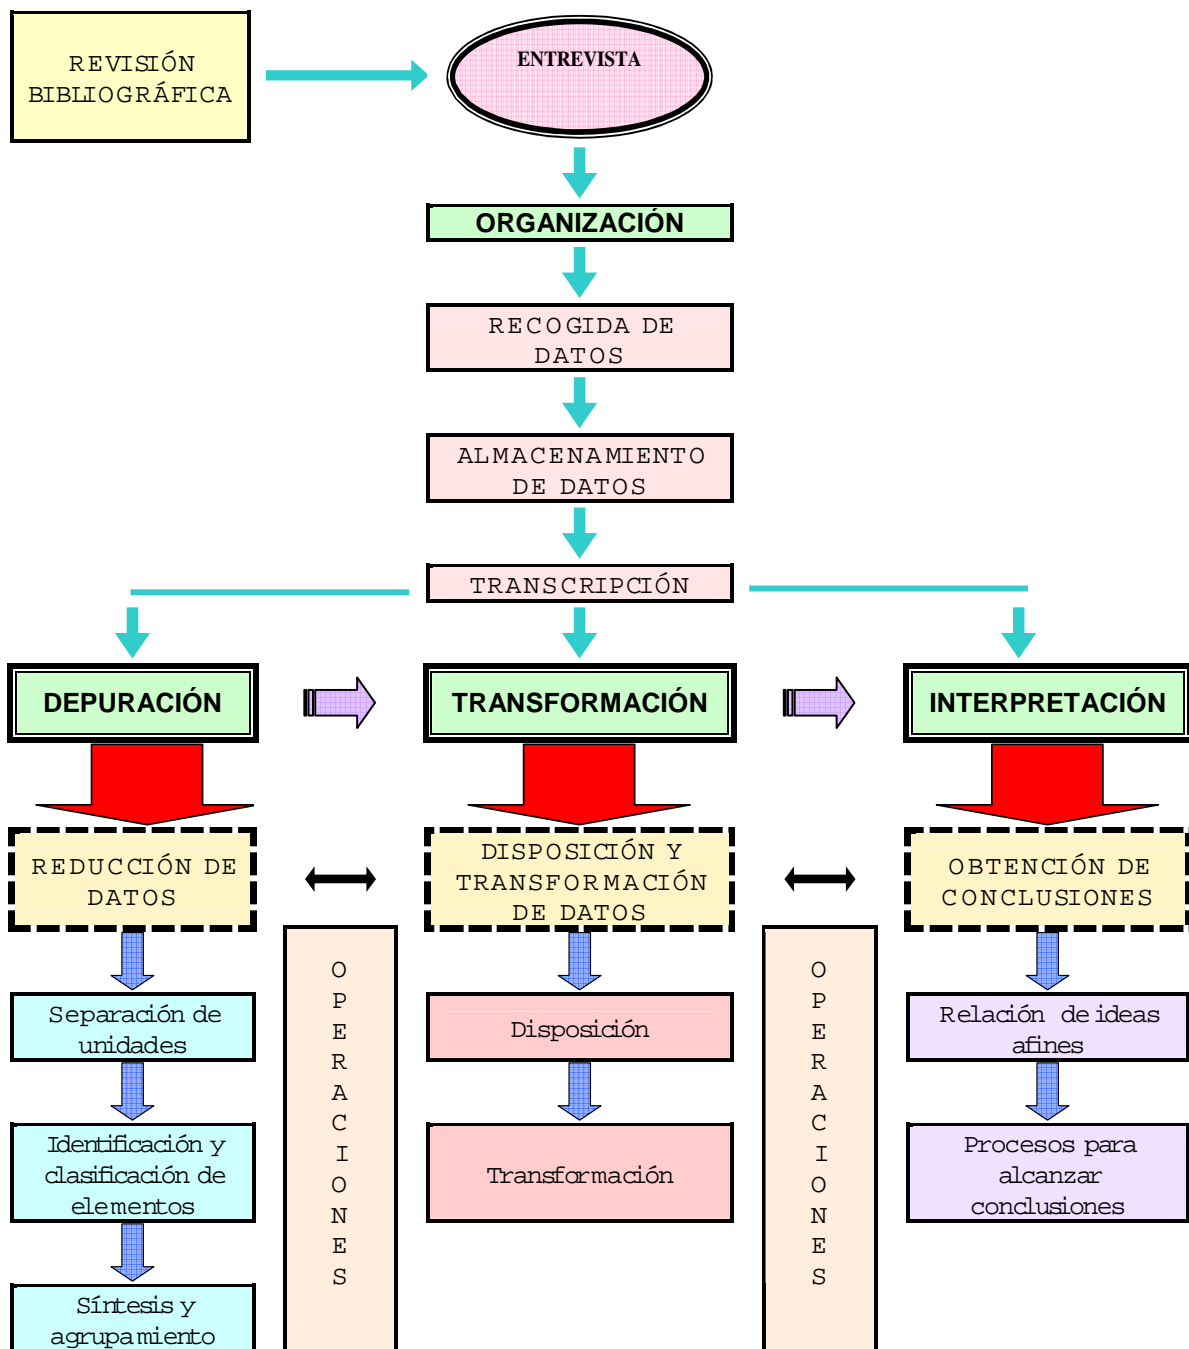 REVISIÓN
BIBLIOGRÁFICA
ENTREVISTA
ORGANIZACIÓN
RECOGIDA DE
DATOS
ALMACENAMIENTO
DE DATOS
TRANSCRIPCIÓN
DEPURACIÓN
TRANSFORMACIÓN
INTERPRETACIÓN
REDUCCIÓN DE
DATOS
DISPOSICIÓN Y
TRANSFORMACIÓN
DE DATOS
OBTENCIÓN DE
CONCLUSIONES
Separación de
unidades
Identificación y
clasificación de
elementos
Síntesis y
agrupamiento
O
P
E
R
A
C
I
O
N
E
S
Disposición
Transformación
O
P
E
R
A
C
I
O
N
E
S
Relación de ideas
afines
Procesos para
alcanzar
conclusiones